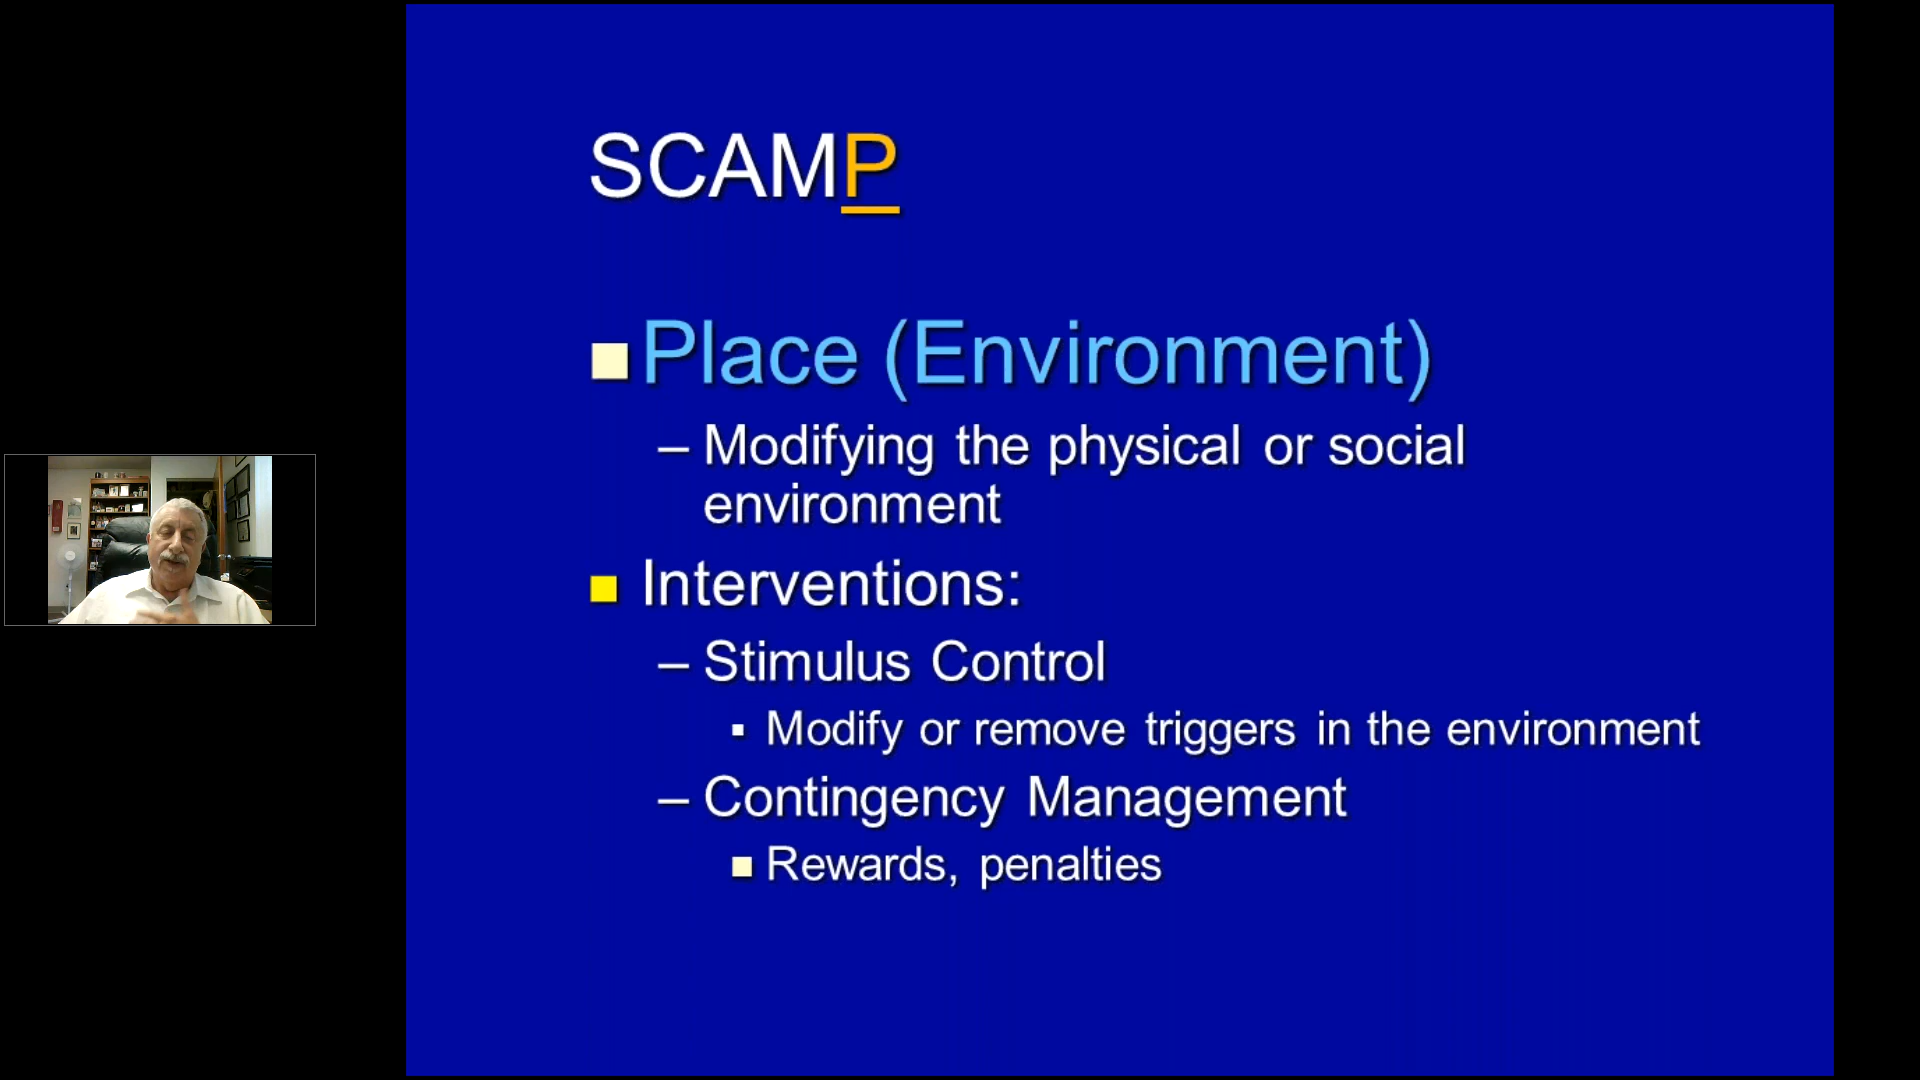 SCAMP
Place (Environment)
– Modifying the physical or social
environment
Interventions:
– Stimulus Control
Modify or remove triggers in the environment
– Contingency Management
Rewards, penalties